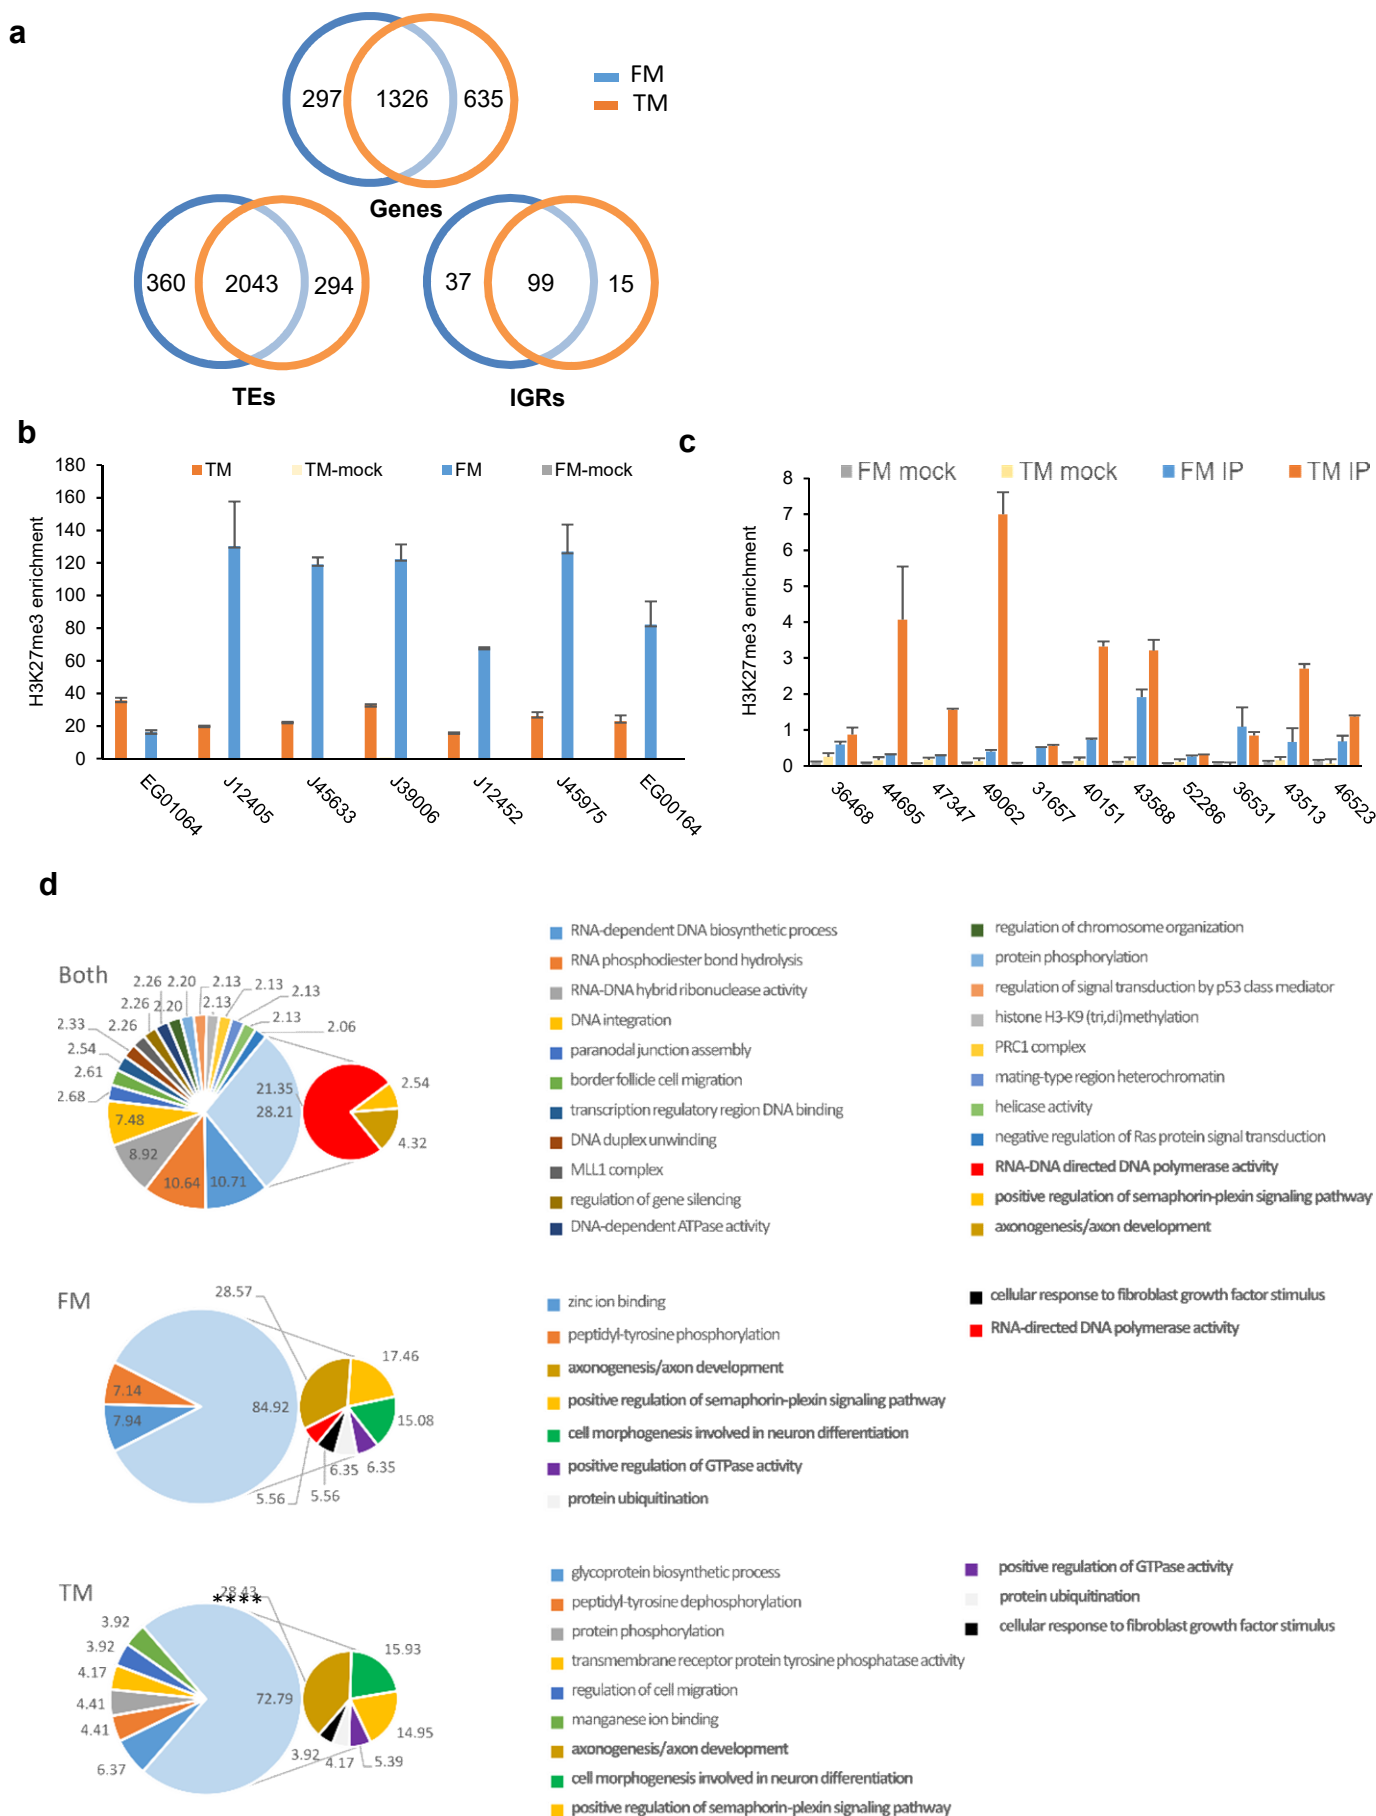 a
FM
TM
297 1326 635
Genes
360 2043 294
TEs
37 99 15
IGRs
b
TM TM-mock FM FM-mock
H3K27me3 enrichment
180
160
140
120
100
80
60
40
20
0
EG01064 J12405 J45633 J39006 J12452 J45975 EG00164
c
FM mock TM mock FM IP TM IP
H3K27me3 enrichment
8
7
6
5
4
3
2
1
0
36468 44695 47347 49062 31657 40151 43588 52286 36531 43513 46523
d
Both
2.26 2.20 2.13 2.13 2.13
2.26 2.20 2.13 2.13
2.33 2.26 2.06
2.54
2.61
2.68
7.48
8.92
10.64 10.71
21.35
28.21
2.54
4.32
RNA-dependent DNA biosynthetic process
RNA phosphodiester bond hydrolysis
RNA-DNA hybrid ribonuclease activity
DNA integration
paranodal junction assembly
border follicle cell migration
transcription regulatory region DNA binding
DNA duplex unwinding
MLL1 complex
regulation of gene silencing
DNA-dependent ATPase activity
regulation of chromosome organization
protein phosphorylation
regulation of signal transduction by p53 class mediator
histone H3-K9 (tri,di)methylation
PRC1 complex
mating-type region heterochromatin
helicase activity
negative regulation of Ras protein signal transduction
RNA-DNA directed DNA polymerase activity
positive regulation of semaphorin-plexin signaling pathway
axonogenesis/axon development
FM
28.57
17.46
7.14
7.94
84.92
15.08
6.35 6.35
5.56 5.56
zinc ion binding
peptidyl-tyrosine phosphorylation
axonogenesis/axon development
positive regulation of semaphorin-plexin signaling pathway
cell morphogenesis involved in neuron differentiation
positive regulation of GTPase activity
protein ubiquitination
cellular response to fibroblast growth factor stimulus
RNA-directed DNA polymerase activity
TM
28.43
****
3.92
3.92
4.17
4.41
4.41
6.37
72.79
15.93
14.95
3.92 4.17 5.39
glycoprotein biosynthetic process
peptidyl-tyrosine dephosphorylation
protein phosphorylation
transmembrane receptor protein tyrosine phosphatase activity
regulation of cell migration
manganese ion binding
axonogenesis/axon development
cell morphogenesis involved in neuron differentiation
positive regulation of semaphorin-plexin signaling pathway
positive regulation of GTPase activity
protein ubiquitination
cellular response to fibroblast growth factor stimulus